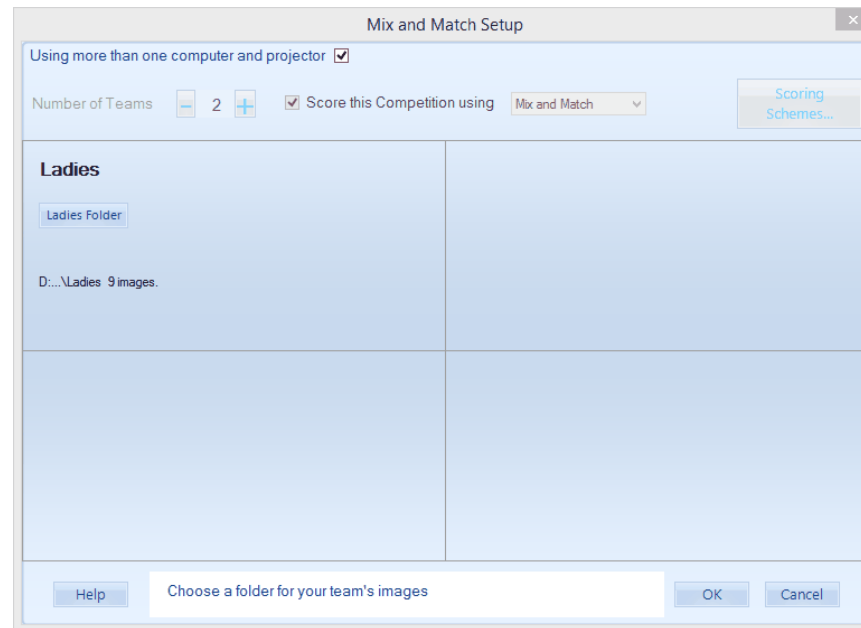 Mix and Match Setup
Using more than one computer and projector
Number of Teams 2 Score this Competition using Mix and Match
Scoring
Schemes...
Ladies
Ladies Folder
D:...\Ladies 9 images.
Help Choose a folder for your team's images OK Cancel